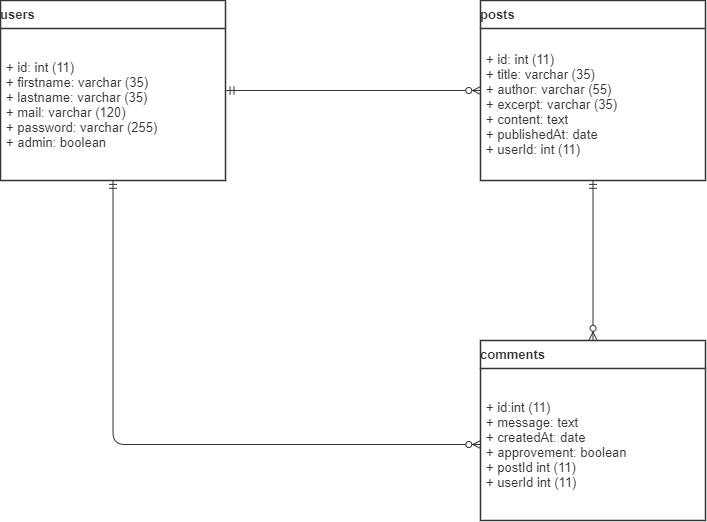 users
+ id: int (11)
+ firstname: varchar (35)
+ lastname: varchar (35)
+ mail: varchar (120)
+ password: varchar (255)
+ admin: boolean
posts
+ id: int (11)
+ title: varchar (35)
+ author: varchar (55)
+ excerpt: varchar (35)
+ content: text
+ publishedAt: date
+ userId: int (11)
comments
+ id:int (11)
+ message: text
+ createdAt: date
+ approvement: boolean
+ postId int (11)
+ userId int (11)